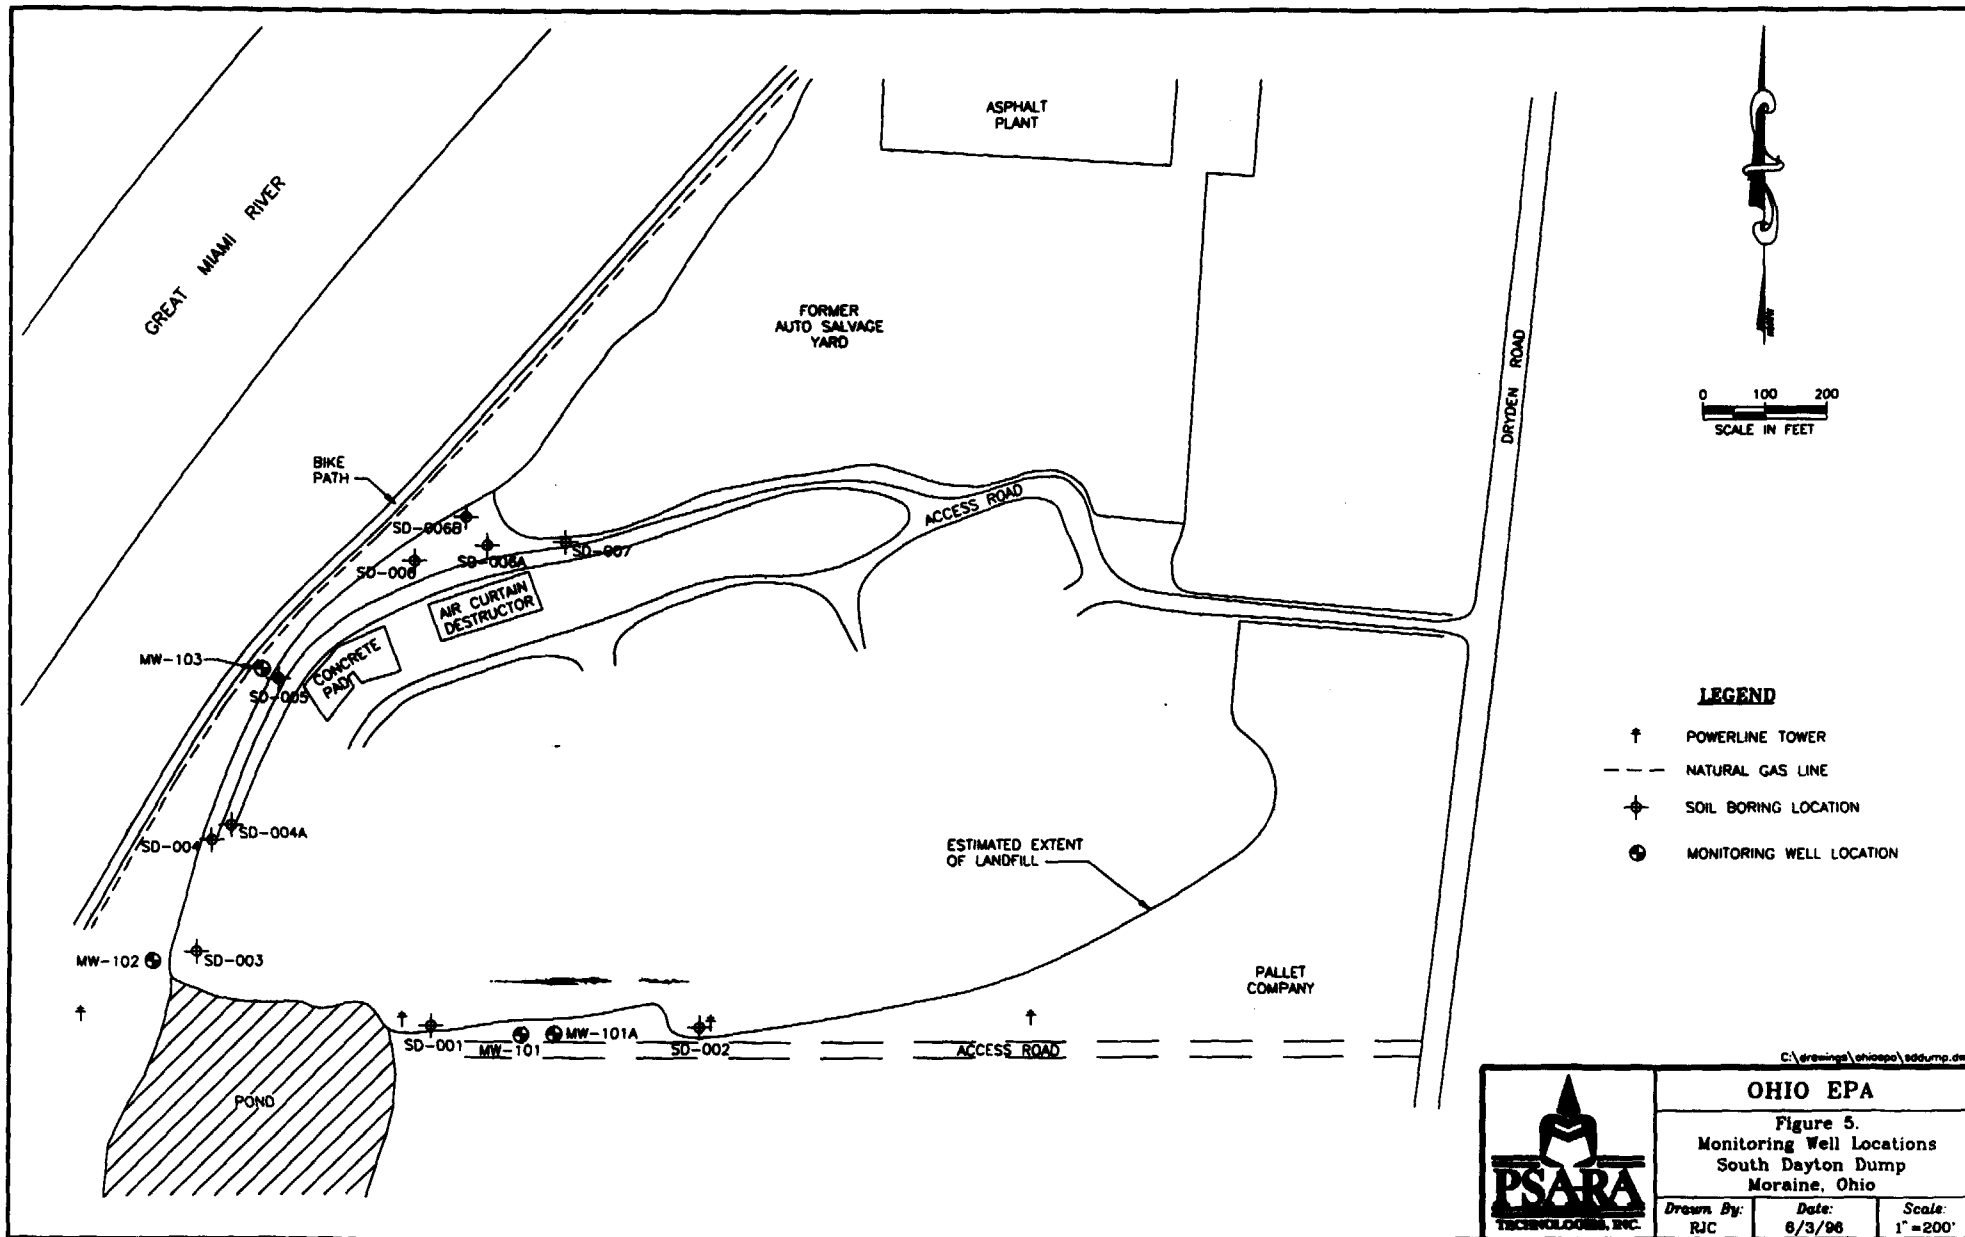 ASPHALT
PLANT
GREAT MIAMI RIVER
FORMER
AUTO SALVAGE
YARD
DRYDEN ROAD
0 100 200
SCALE IN FEET
BIKE
PATH
SD-006B
ACCESS ROAD
SD-006
SD-006A
SD-007
AIR CURTAIN
DESTRUCTOR
MW-103
CONCRETE
PAD
SD-005
LEGEND
POWERLINE TOWER
NATURAL GAS LINE
SOIL BORING LOCATION
MONITORING WELL LOCATION
SD-004A
SD-004
ESTIMATED EXTENT
OF LANDFILL
MW-102
SD-003
PALLET
COMPANY
SD-001
MW-101
MW-101A
SD-002
ACCESS ROAD
POND
C:\drawings\ohioepa\sddump.dw
OHIO EPA
Figure 5.
Monitoring Well Locations
South Dayton Dump
Moraine, Ohio
PSARA
TECHNOLOGIES, INC.
Drawn By:
RJC
Date:
6/3/96
Scale:
1"=200'